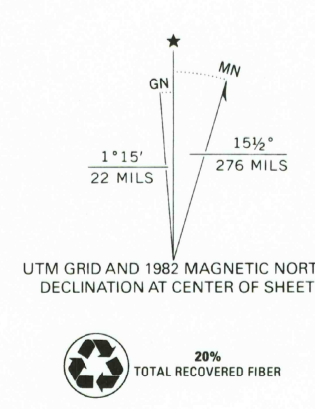 MN
GN
1°15′
22 MILS
15½°
276 MILS
UTM GRID AND 1982 MAGNETIC NORT
DECLINATION AT CENTER OF SHEET
20%
TOTAL RECOVERED FIBER